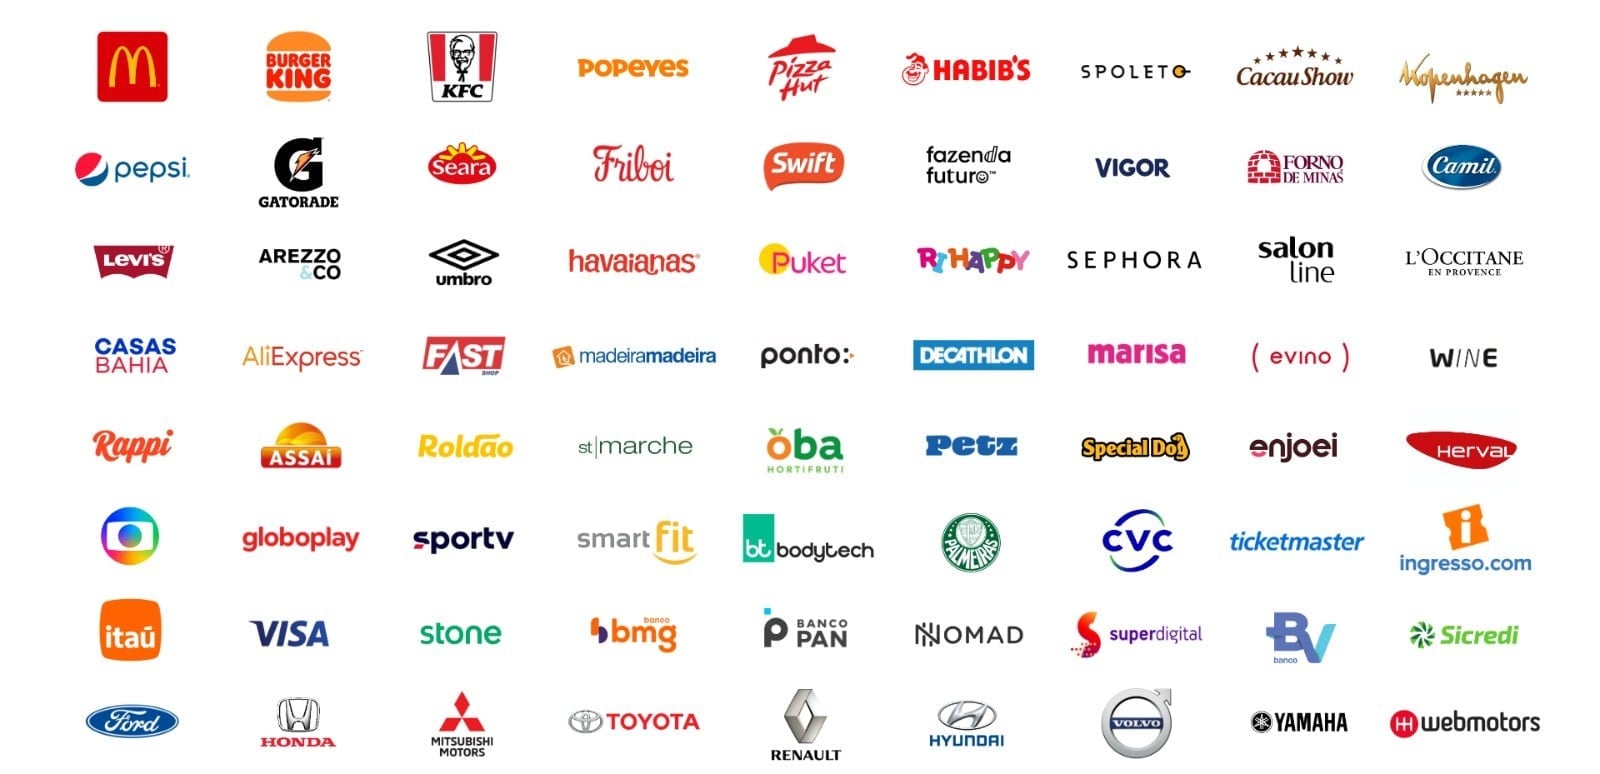 M
BURGER
KING
KFC
POPEYES
Pizza
Hut
HABIB'S
SPOLETO
Cacau Show
Kopenhagen
pepsi
G
GATORADE
Seara
Friboi
Swift
fazenda
futuro™
VIGOR
FORNO
DE MINAS
Camil
LEVI'S®
AREZZO
&CO
umbro
havaianas®
Puket
RIHAPPY
SEPHORA
salon
line
L'OCCITANE
EN PROVENCE
CASAS
BAHIA
AliExpress
FAST
SHOP
madeiramadeira
ponto:
DECATHLON
marisa
(evino)
WINE
Rappi
ASSAÍ
Roldão
st|marche
õba
HORTIFRUTI
Petz
Special Dog
enjoei
HERVAL
globoplay
sportv
smartfit
bt bodytech
PALMEIRAS
cvc
ticketmaster
i
ingresso.com
itaú
VISA
stone
banco
bmg
P BANCO
PAN
NOMAD
superdigital
BV
banco
Sicredi
Ford
HONDA
MITSUBISHI
MOTORS
TOYOTA
RENAULT
HYUNDAI
VOLVO
YAMAHA
webmotors